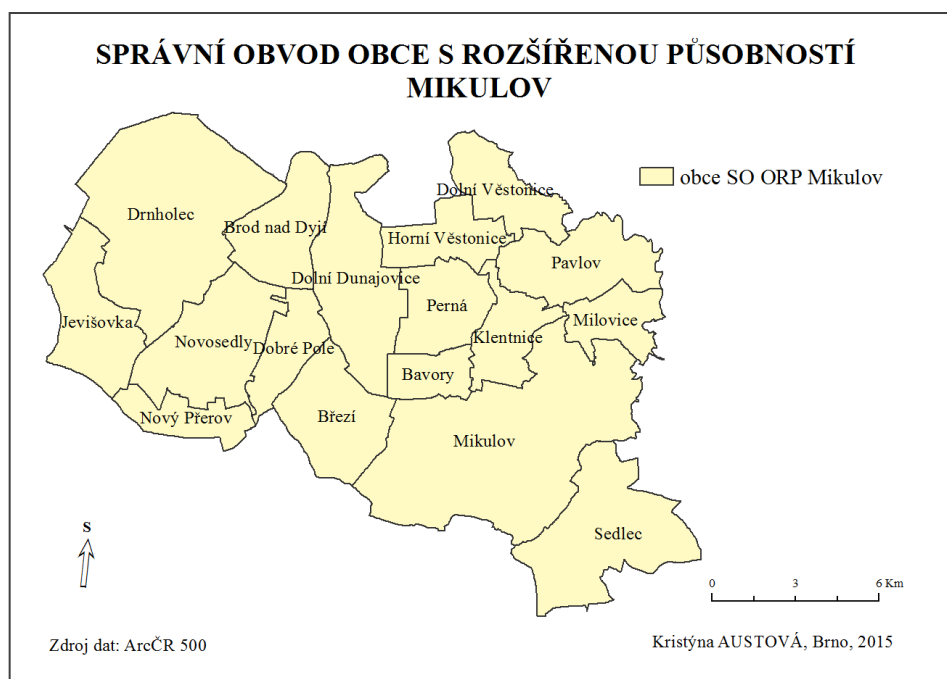 SPRÁVNÍ OBVOD OBCE S ROZŠÍŘENOU PŮSOBNOSTÍ
MIKULOV
obce SO ORP Mikulov
Dolní Věstonice
Drnholec
Brod nad Dyjí
Horní Věstonice
Pavlov
Dolní Dunajovice
Perná
Jevišovka
Milovice
Novosedly
Dobré Pole
Klentnice
Bavory
Nový Přerov
Březí
Mikulov
Sedlec
S
0 3 6 Km
Zdroj dat: ArcČR 500
Kristýna AUSTOVÁ, Brno, 2015